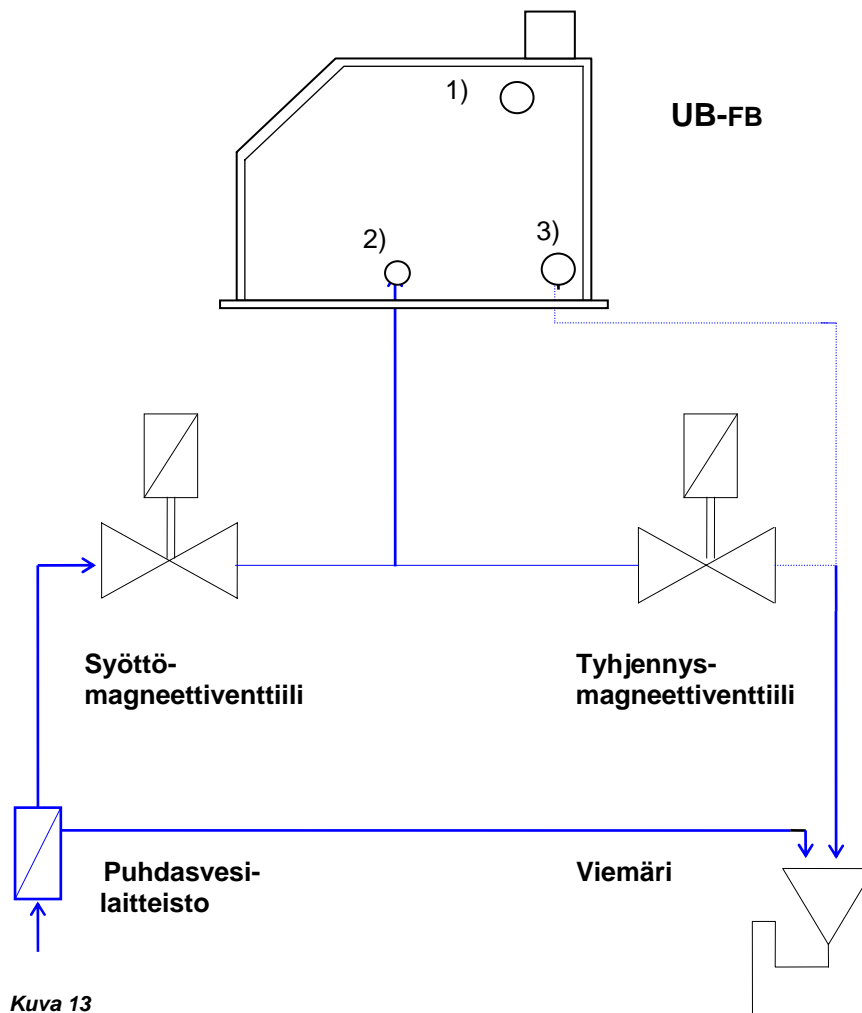 1)
UB-FB
2)
3)
Syöttö-
magneettiventtiili
Tyhjennys-
magneettiventtiili
Puhdasvesi-
laitteisto
Viemäri
Kuva 13